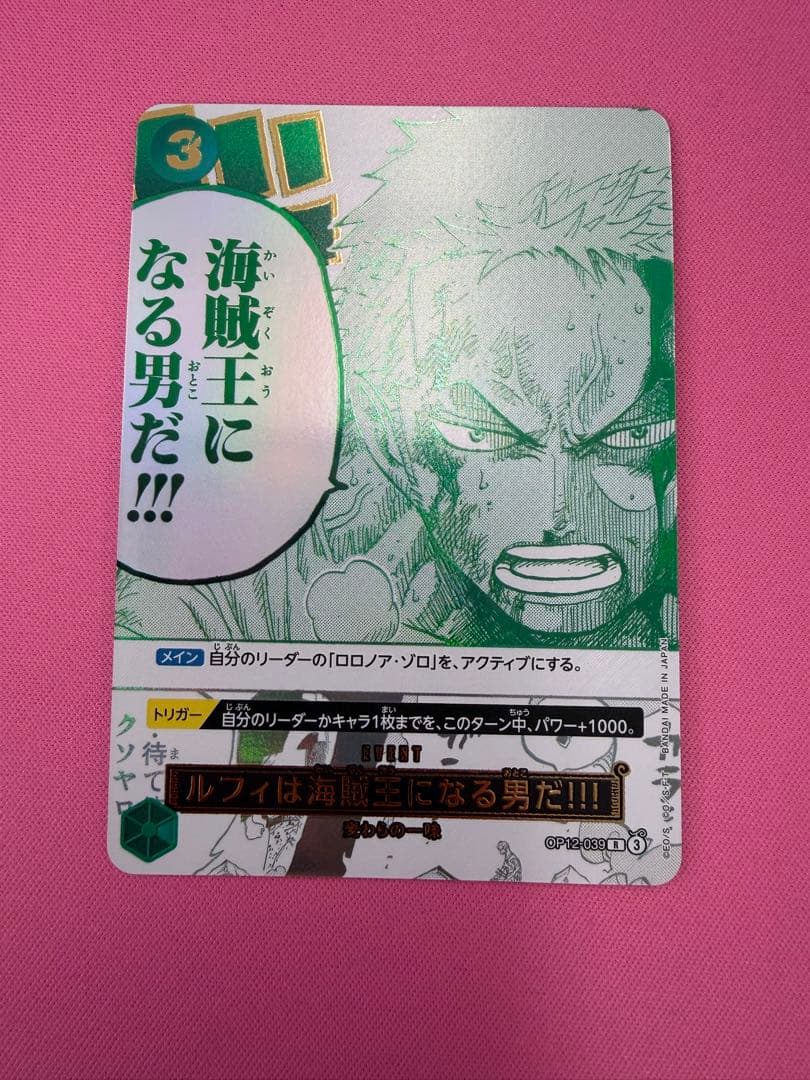 3
海賊王に
なる男だ!!!
メイン 自分のリーダーの「ロロノア・ゾロ」を、アクティブにする。
トリガー 自分のリーダーかキャラ1枚までを、このターン中、パワー+1000。
・待て
クソヤロ
EVENT
ルフィは海賊王になる男だ!!!
麦わらの一味
OP12-039 R 3
©E.O/S. ©O/S・F・T BANDAI MADE IN JAPAN